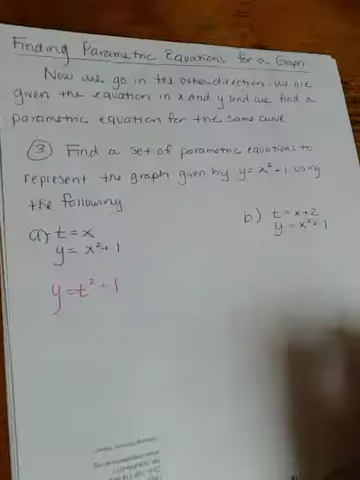 Finding Parametric Equations for a Graph
Now we go in the other direction. We are
given the equation in x and y and we find a
parametric equation for the same curve
③ Find a set of parametric equations to
represent the graph given by y = x² + 1 using
the following
a) t = x
y = x² + 1
y = t² + 1
b) t = x + 2
y = x² + 1